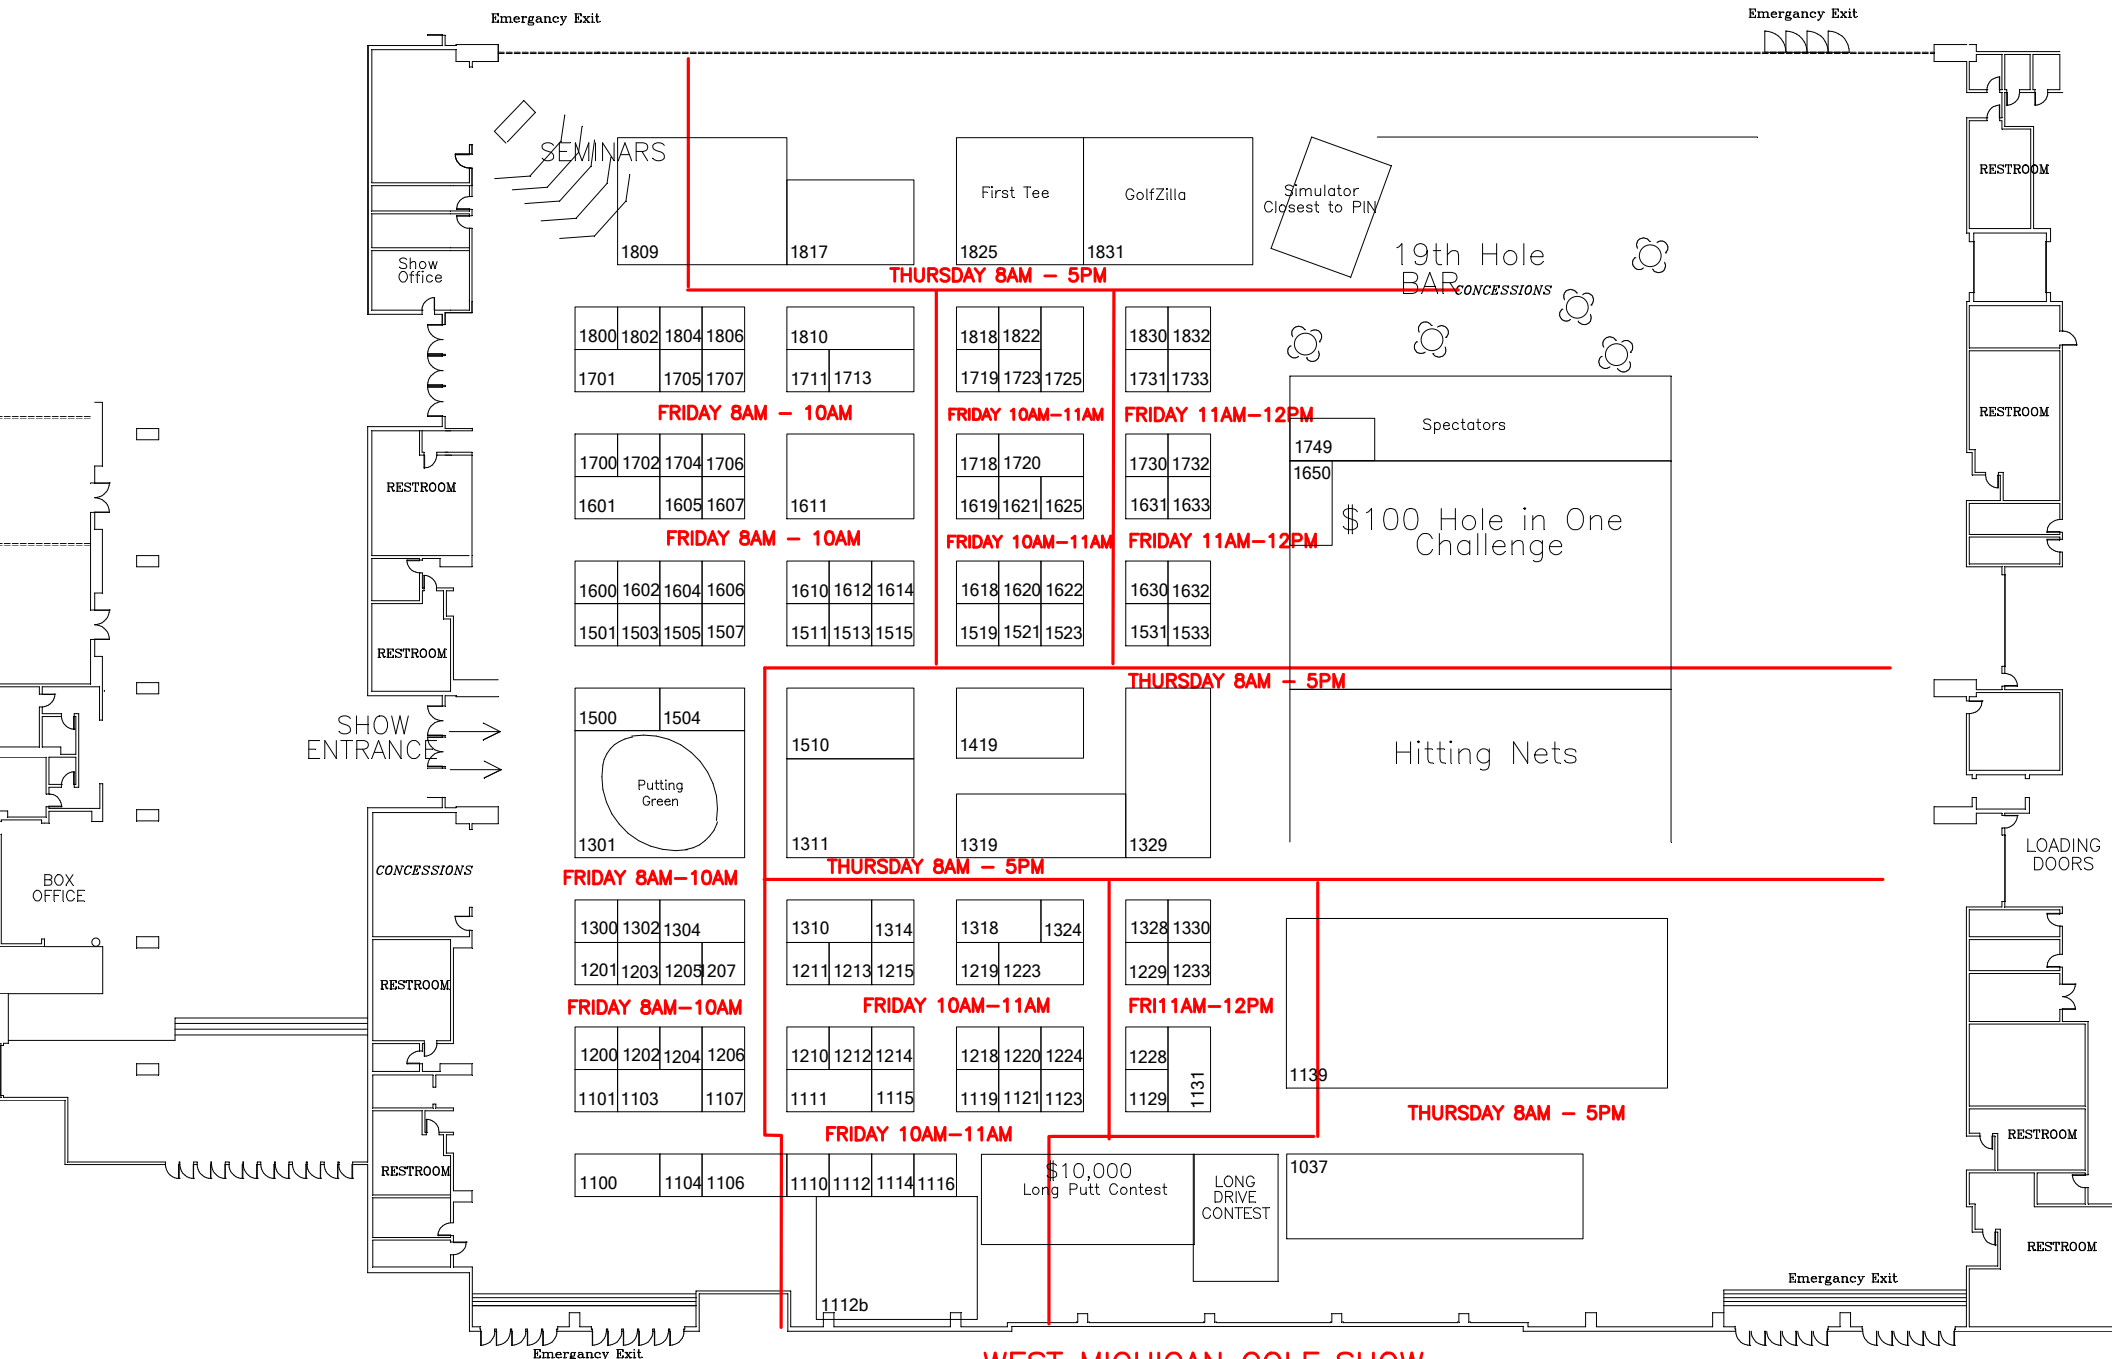 Emergancy Exit
Emergancy Exit
SEMINARS
First Tee
GolfZilla
Simulator
Closest to PIN
RESTROOM
1809
1817
1825
1831
19th Hole
BAR
CONCESSIONS
Show
Office
THURSDAY 8AM - 5PM
1800 1802 1804 1806
1810
1818 1822
1830 1832
1701
1705 1707
1711 1713
1719 1723 1725
1731 1733
FRIDAY 8AM - 10AM
FRIDAY 10AM-11AM
FRIDAY 11AM-12PM
Spectators
RESTROOM
1749
1700 1702 1704 1706
1718 1720
1730 1732
1650
RESTROOM
1601
1605 1607
1611
1619 1621 1625
1631 1633
$100 Hole in One
Challenge
FRIDAY 8AM - 10AM
FRIDAY 10AM-11AM
FRIDAY 11AM-12PM
1600 1602 1604 1606
1610 1612 1614
1618 1620 1622
1630 1632
1501 1503 1505 1507
1511 1513 1515
1519 1521 1523
1531 1533
RESTROOM
THURSDAY 8AM - 5PM
SHOW
ENTRANCE
1500
1504
1510
1419
Hitting Nets
Putting
Green
1301
1311
1319
1329
LOADING
DOORS
CONCESSIONS
BOX
OFFICE
FRIDAY 8AM-10AM
THURSDAY 8AM - 5PM
1300 1302 1304
1310
1314
1318
1324
1328 1330
1201 1203 1205 1207
1211 1213 1215
1219 1223
1229 1233
RESTROOM
FRIDAY 8AM-10AM
FRIDAY 10AM-11AM
FRI11AM-12PM
1200 1202 1204 1206
1210 1212 1214
1218 1220 1224
1228
1131
1139
1101 1103
1107
1111
1115
1119 1121 1123
1129
THURSDAY 8AM - 5PM
FRIDAY 10AM-11AM
RESTROOM
RESTROOM
1100
1104 1106
1110 1112 1114 1116
$10,000
Long Putt Contest
LONG
DRIVE
CONTEST
1037
RESTROOM
Emergancy Exit
1112b
Emergancy Exit
WEST MICHIGAN GOLF SHOW